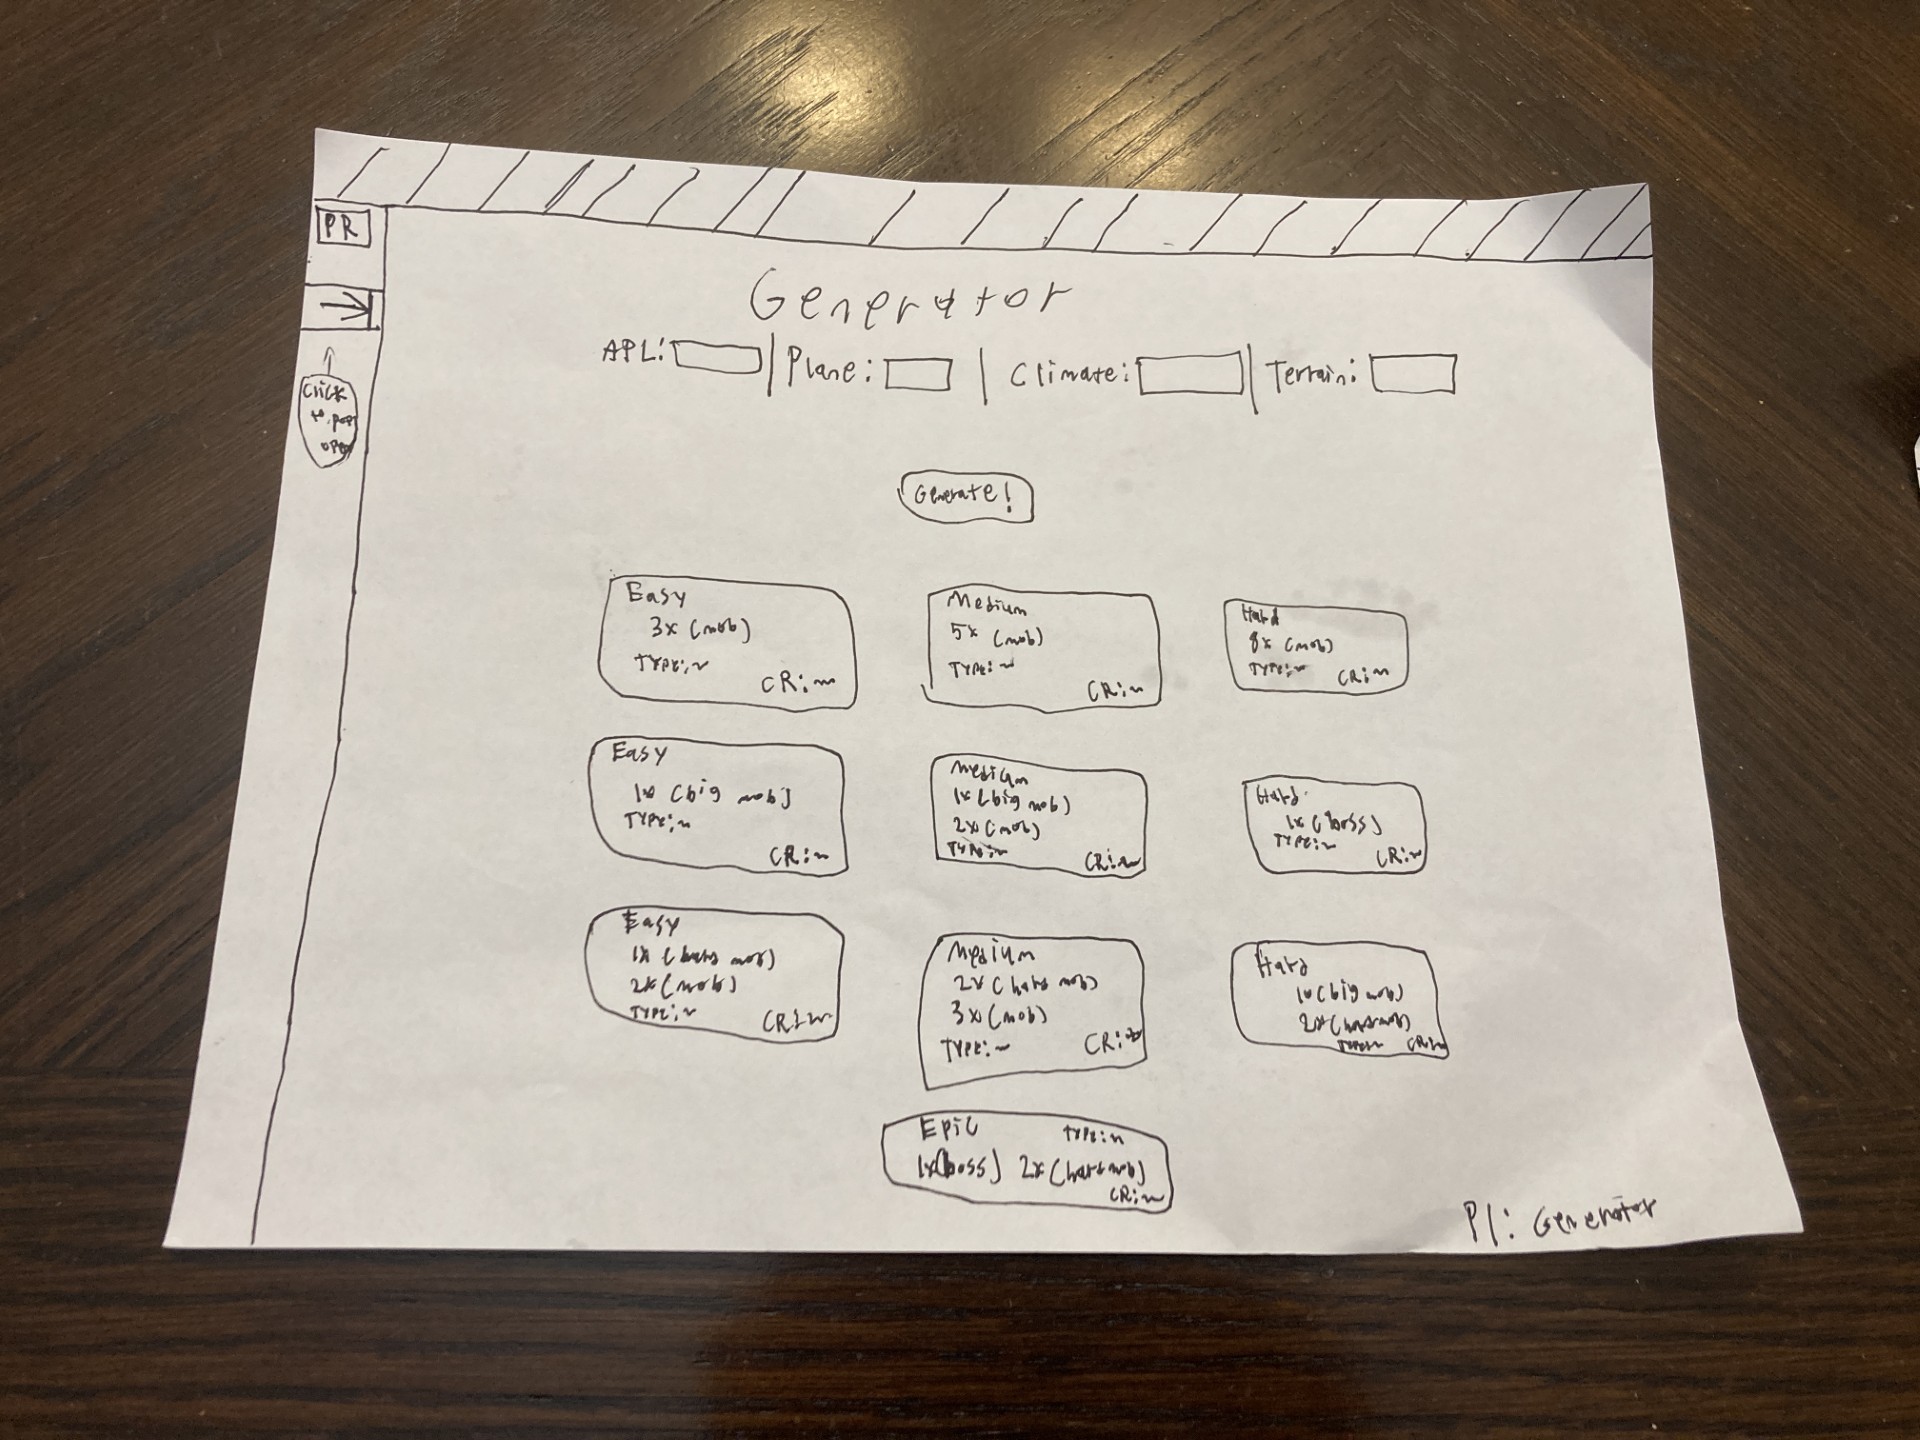 PR
click
to pop
open
Generator
APL: Plane: Climate: Terrain:
Generate!
Easy
3x (mob)
TYPE:~
CR:~
Medium
5x (mob)
TYPE:~
CR:~
Hard
8x (mob)
TYPE:~
CR:~
Easy
1x (big mob)
TYPE:~
CR:~
Medium
1x (big mob)
2x (mob)
TYPE:~
CR:~
Hard
1x (boss)
TYPE:~
CR:~
Easy
1x (hard mob)
2x (mob)
TYPE:~
CR:~
Medium
2x (hard mob)
3x (mob)
TYPE:~
CR:~
Hard
1x (big mob)
2x (hard mob)
TYPE:~ CR:~
Epic TYPE:~
1x (boss) 2x (hard mob)
CR:~
P1: Generator